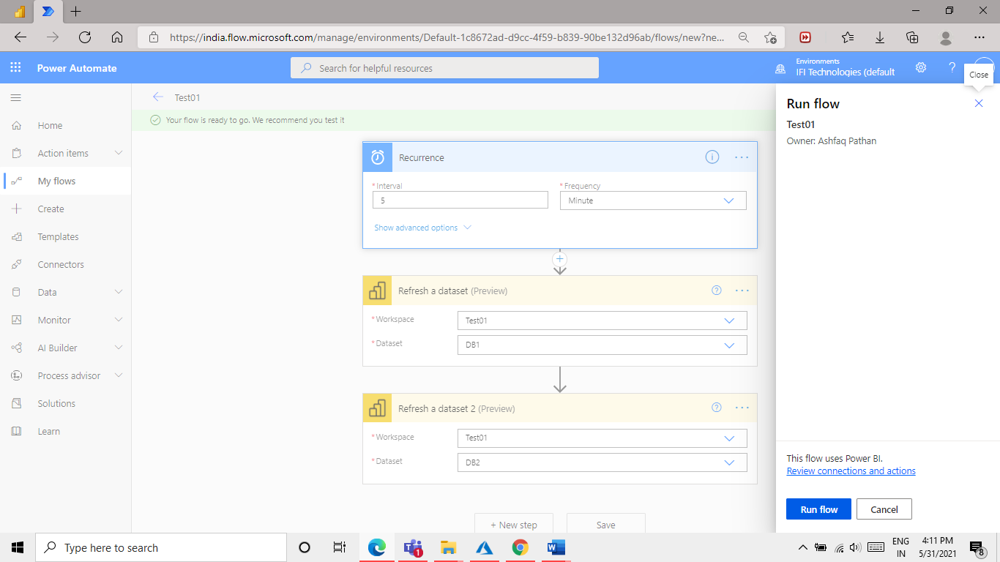 https://india.flow.microsoft.com/manage/environments/Default-1c8672ad-d9cc-4f59-b839-90be132d96ab/flows/new?ne...
Power Automate
Search for helpful resources
Environments
IFI Technologies (default
?
Close
Home
Action items
My flows
Create
Templates
Connectors
Data
Monitor
AI Builder
Process advisor
Solutions
Learn
Test01
Your flow is ready to go. We recommend you test it
Recurrence
* Interval
5
* Frequency
Minute
Show advanced options
Refresh a dataset (Preview)
* Workspace
Test01
* Dataset
DB1
Refresh a dataset 2 (Preview)
* Workspace
Test01
* Dataset
DB2
+ New step
Save
Run flow
Test01
Owner: Ashfaq Pathan
This flow uses Power BI.
Review connections and actions
Run flow
Cancel
Type here to search
1
ENG
IN
4:11 PM
5/31/2021
8